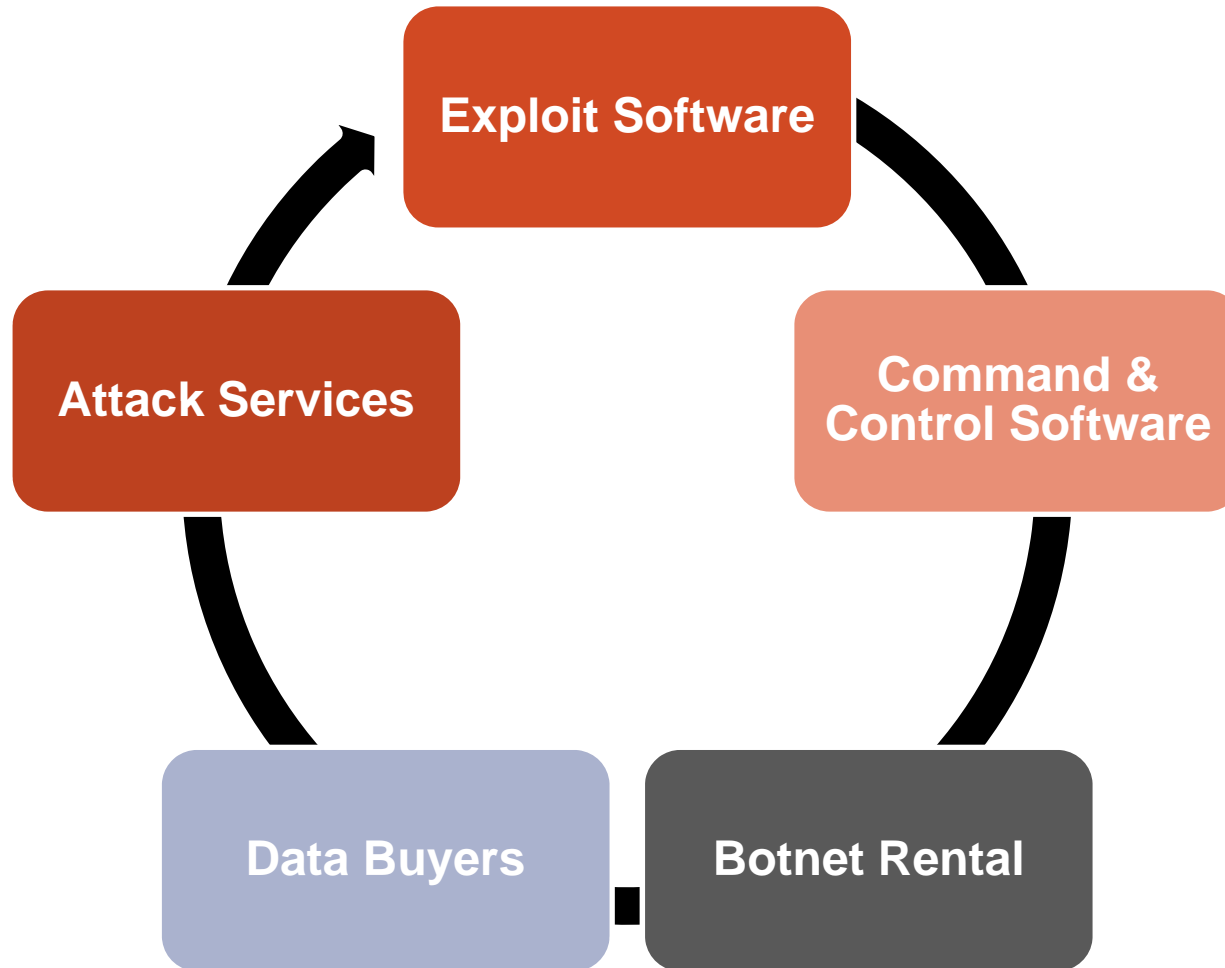 Exploit Software
Command &
Control Software
Botnet Rental
Data Buyers
Attack Services